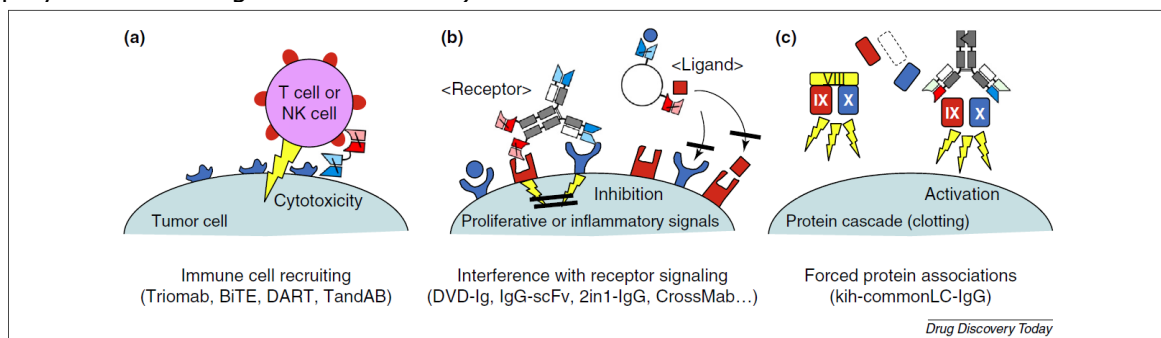 (a)
T cell or
NK cell
Cytotoxicity
Tumor cell
Immune cell recruiting
(Triomab, BiTE, DART, TandAB)
(b)
<Ligand>
<Receptor>
Inhibition
Proliferative or inflammatory signals
Interference with receptor signaling
(DVD-Ig, IgG-scFv, 2in1-IgG, CrossMab…)
(c)
VIII
IX X
IX X
Activation
Protein cascade (clotting)
Forced protein associations
(kih-commonLC-IgG)
Drug Discovery Today